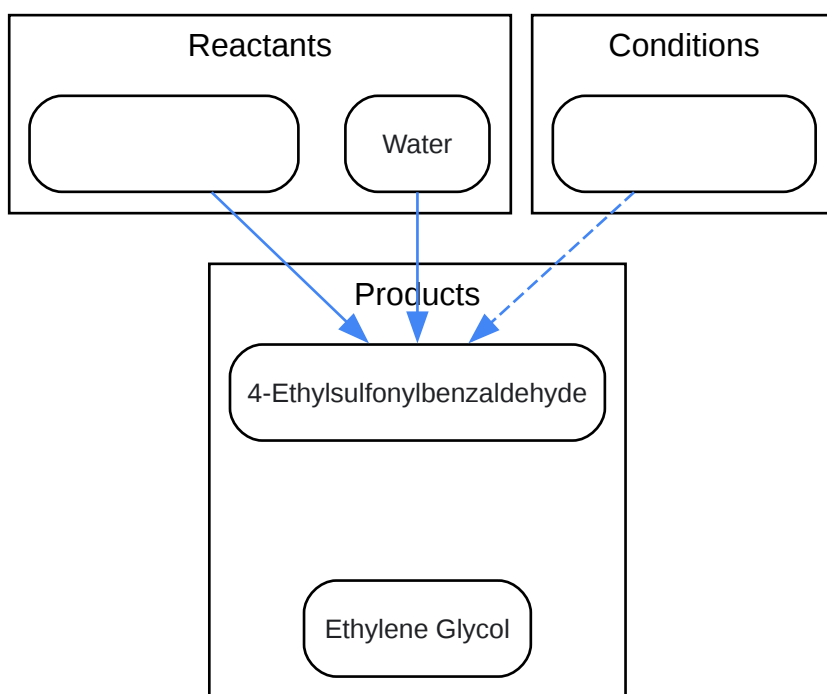 Reactants
Conditions
Water
Products
4-Ethylsulfonylbenzaldehyde
Ethylene Glycol